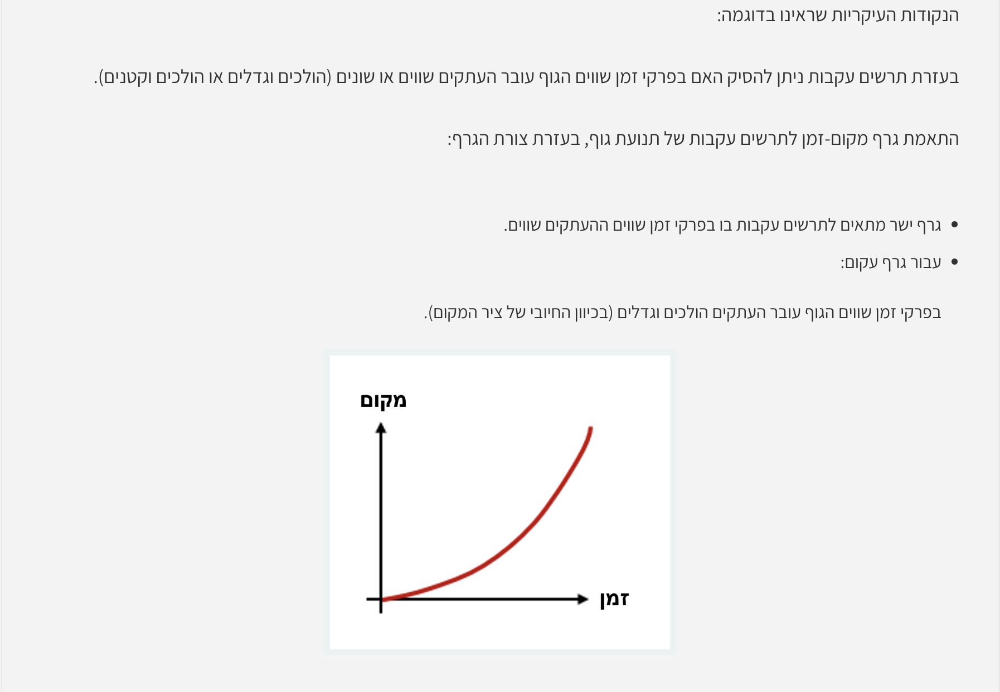 הנקודות העיקריות שראינו בדוגמה:
בעזרת תרשים עקבות ניתן להסיק האם בפרקי זמן שווים הגוף עובר העתקים שווים או שונים (הולכים וגדלים או הולכים וקטנים).
התאמת גרף מקום-זמן לתרשים עקבות של תנועת גוף, בעזרת צורת הגרף:
• גרף ישר מתאים לתרשים עקבות בו בפרקי זמן שווים ההעתקים שווים.
• עבור גרף עקום:
בפרקי זמן שווים הגוף עובר העתקים הולכים וגדלים (בכיוון החיובי של ציר המקום).
מקום
זמן